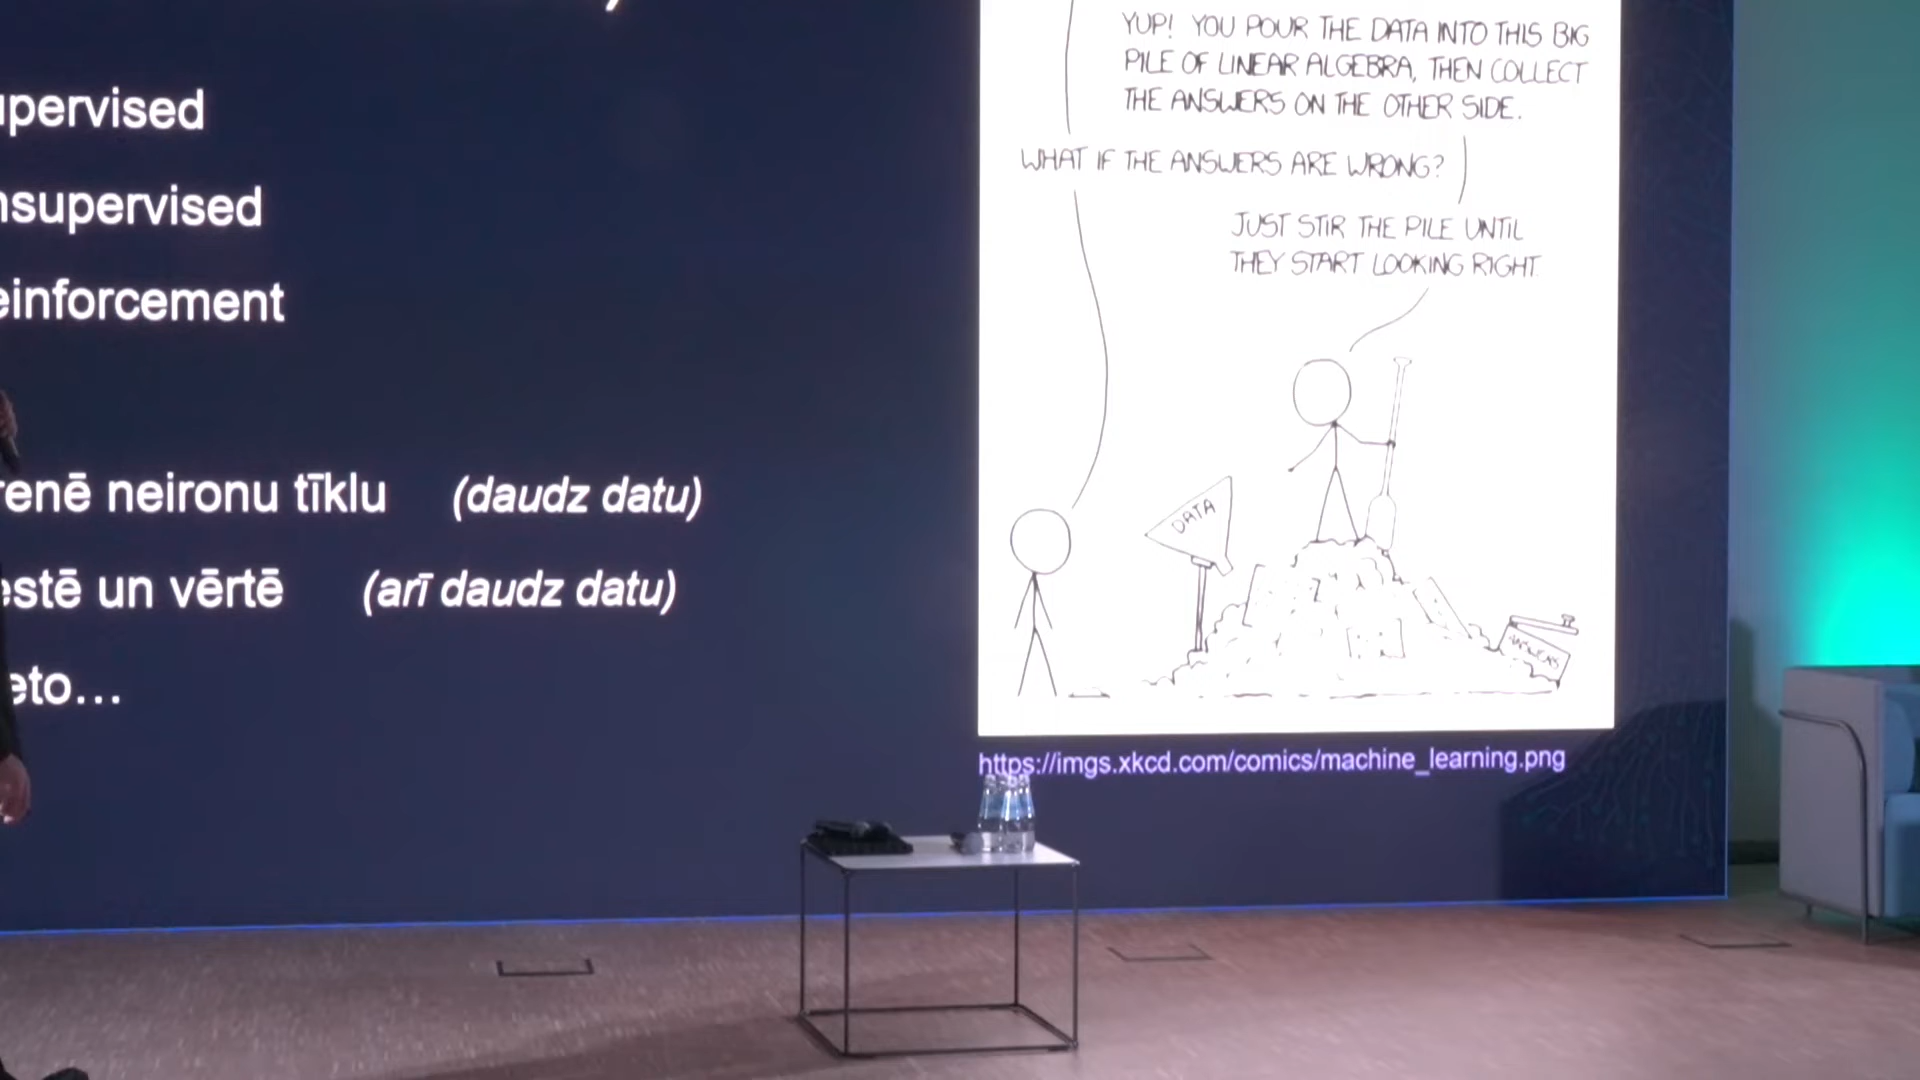 upervised
nsupervised
einforcement
renē neironu tīklu (daudz datu)
estē un vērtē (arī daudz datu)
eto...
YUP! YOU POUR THE DATA INTO THIS BIG
PILE OF LINEAR ALGEBRA, THEN COLLECT
THE ANSWERS ON THE OTHER SIDE.
WHAT IF THE ANSWERS ARE WRONG?
JUST STIR THE PILE UNTIL
THEY START LOOKING RIGHT.
DATA
ANSWERS
https://imgs.xkcd.com/comics/machine_learning.png